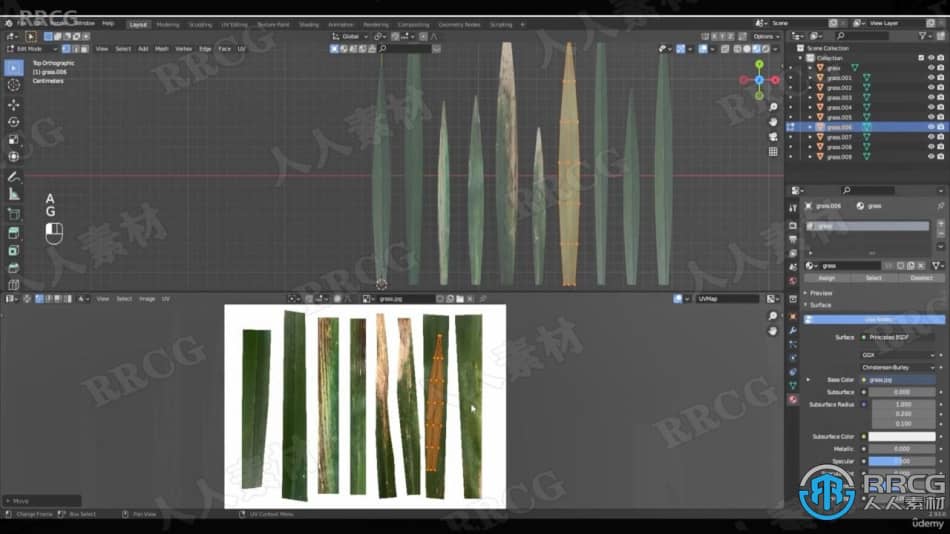 Window Help
Layout Modeling Sculpting UV Editing Texture Paint Shading Animation Rendering Compositing Geometry Nodes Scripting +
Scene
View Layer
Global
Options
Edit Mode
View Select Add Mesh Vertex Edge Face UV
Top Orthographic
(1) grass.006
Centimeters
A
G
Scene Collection
Collection
grass
grass.001
grass.002
grass.003
grass.004
grass.005
grass.006
grass.007
grass.008
grass.009
grass.006 grass
grass
grass
Assign Select Deselect
Preview
Surface
Use Nodes
Surface Principled BSDF
GGX
Christensen-Burley
Base Color grass.jpg
Subsurface 0.000
Subsurface Radius 1.000
0.200
0.100
Subsurface Color
Metallic 0.000
Specular
View Select Image UV
grass.jpg
UVMap
Move
Change Frame Box Select Pan View UV Context Menu
2.93.0
RRCG
人人素材
ûdemy